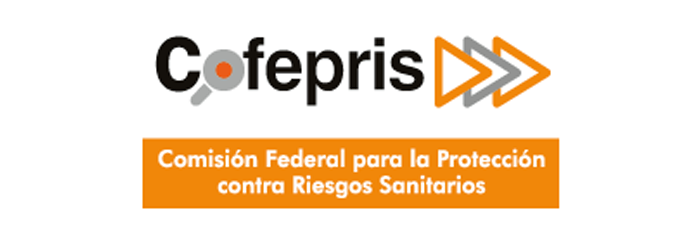 Cofepris
Comisión Federal para la Protección
contra Riesgos Sanitarios